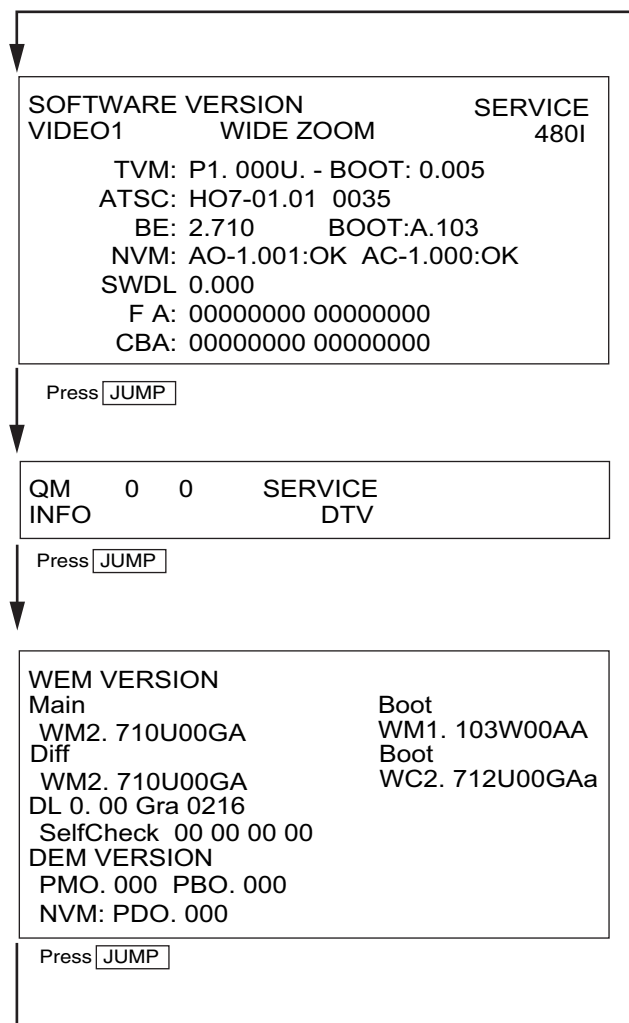 SOFTWARE VERSION SERVICE
VIDEO1 WIDE ZOOM 480I
TVM: P1. 000U. - BOOT: 0.005
ATSC: HO7-01.01 0035
BE: 2.710 BOOT:A.103
NVM: AO-1.001:OK AC-1.000:OK
SWDL 0.000
F A: 00000000 00000000
CBA: 00000000 00000000
Press JUMP
QM 0 0 SERVICE
INFO DTV
Press JUMP
WEM VERSION
Main Boot
WM2. 710U00GA WM1. 103W00AA
Diff Boot
WM2. 710U00GA WC2. 712U00GAa
DL 0. 00 Gra 0216
SelfCheck 00 00 00 00
DEM VERSION
PMO. 000 PBO. 000
NVM: PDO. 000
Press JUMP